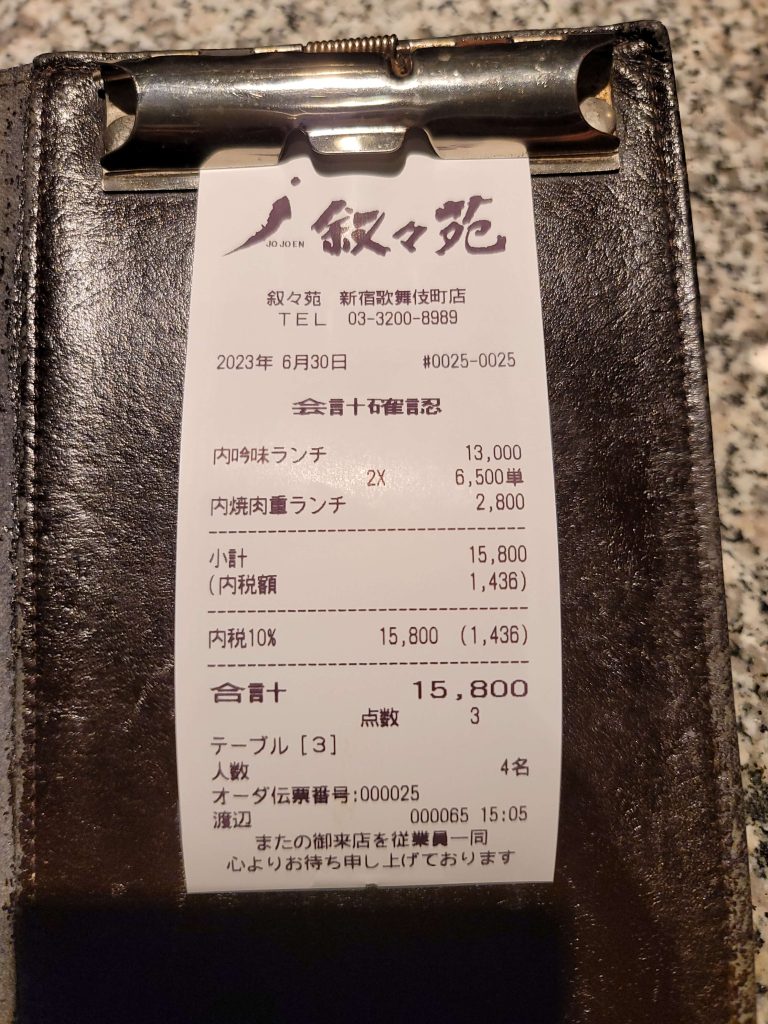 JOJOEN 叙々苑
叙々苑 新宿歌舞伎町店
TEL 03-3200-8989
2023年 6月30日 #0025-0025
会計確認
内吟味ランチ 13,000
2X 6,500単
内焼肉重ランチ 2,800
小計 15,800
(内税額 1,436)
内税10% 15,800 (1,436)
合計 15,800
点数 3
テーブル [3]
人数 4名
オーダ伝票番号:000025
渡辺 000065 15:05
またの御来店を従業員一同
心よりお待ち申し上げております